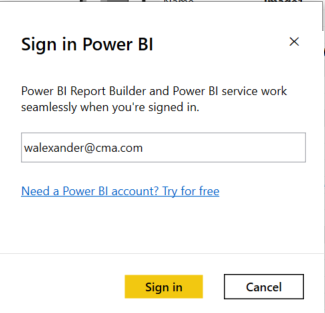 Name
Sign in Power BI
Power BI Report Builder and Power BI service work
seamlessly when you're signed in.
walexander@cma.com
Need a Power BI account? Try for free
Sign in
Cancel